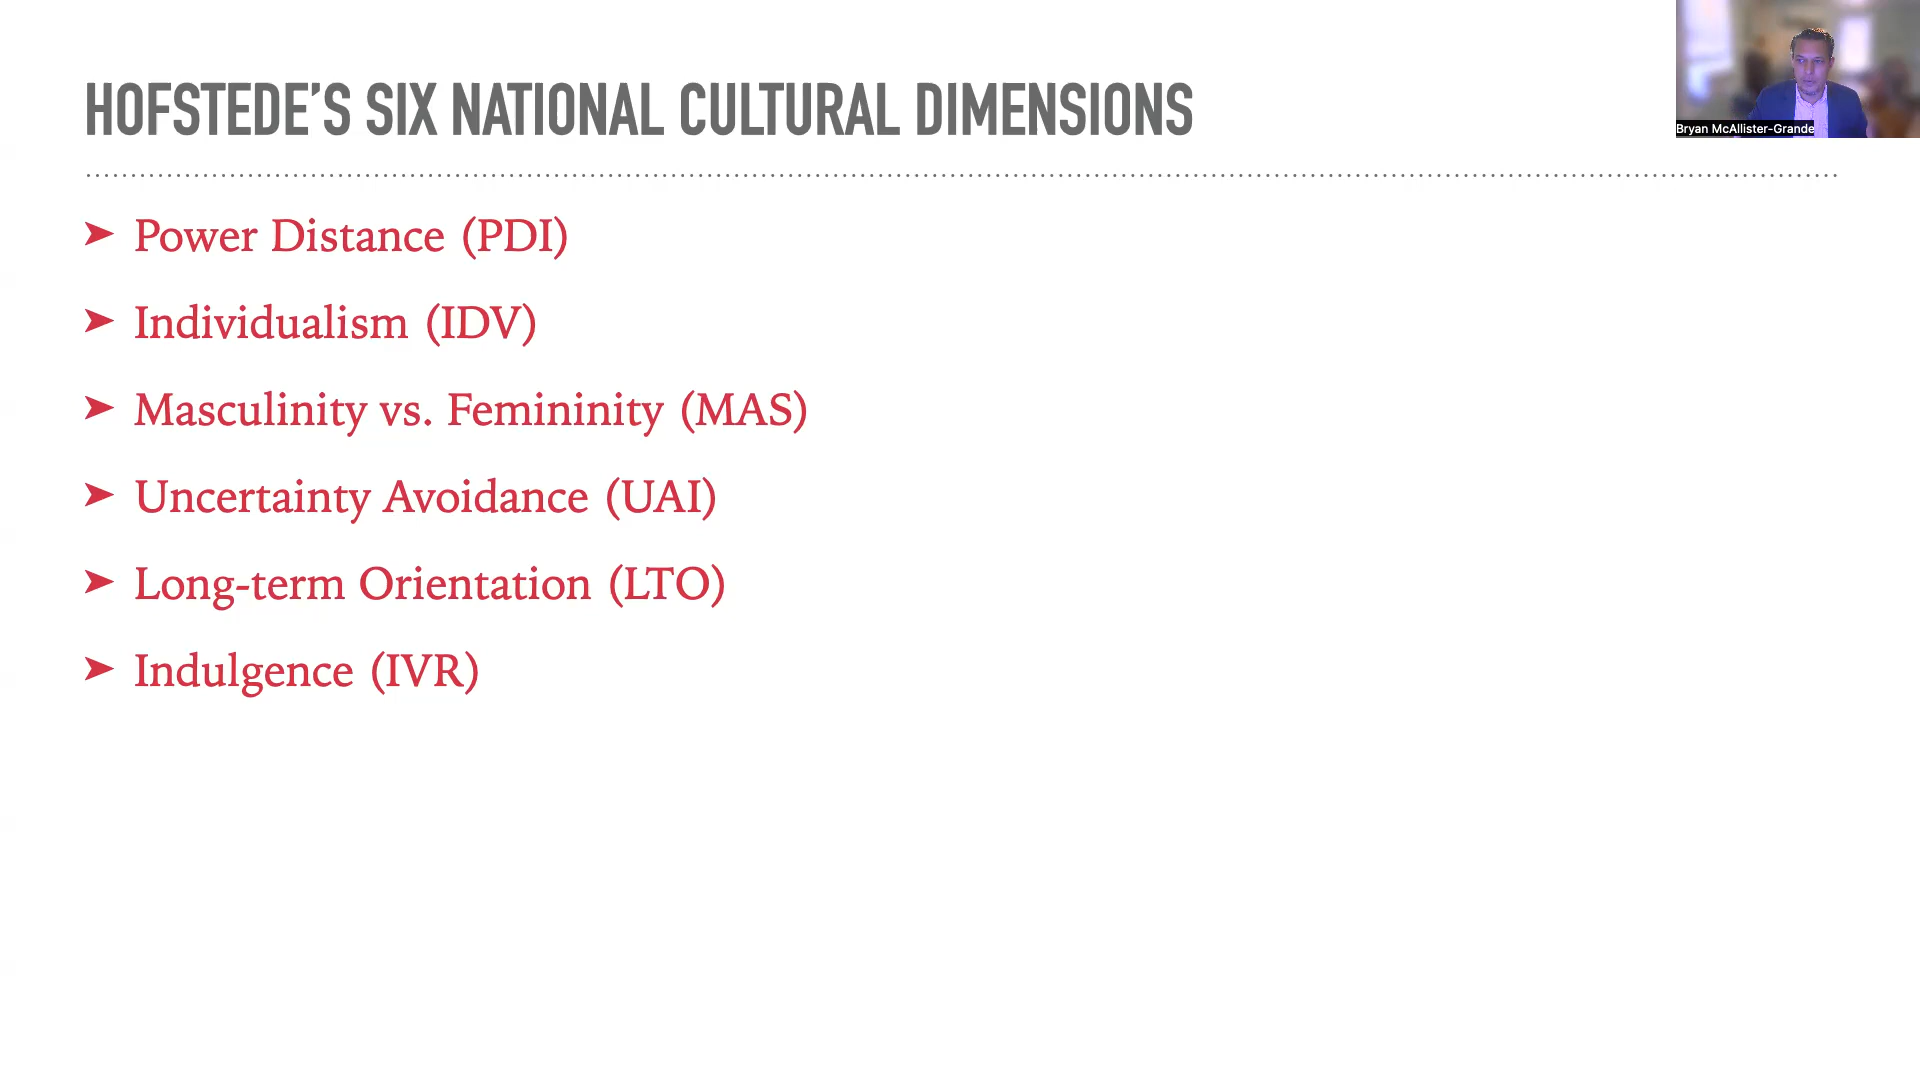 HOFSTEDE’S SIX NATIONAL CULTURAL DIMENSIONS
Bryan McAllister-Grande
➤ Power Distance (PDI)
➤ Individualism (IDV)
➤ Masculinity vs. Femininity (MAS)
➤ Uncertainty Avoidance (UAI)
➤ Long-term Orientation (LTO)
➤ Indulgence (IVR)